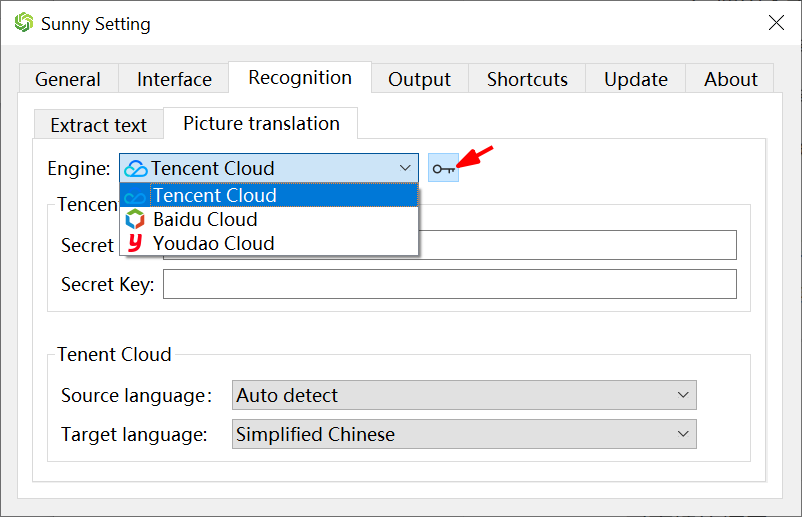 Sunny Setting
General Interface Recognition Output Shortcuts Update About
Extract text Picture translation
Engine: Tencent Cloud
Tencent Cloud
Baidu Cloud
Youdao Cloud
Tencen
Secret
Secret Key:
Tenent Cloud
Source language: Auto detect
Target language: Simplified Chinese